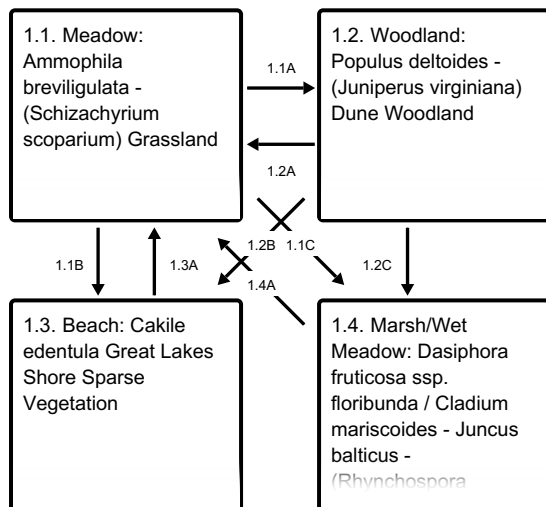 1.1. Meadow:
Ammophila
breviligulata -
(Schizachyrium
scoparium) Grassland
1.1A
1.2. Woodland:
Populus deltoides -
(Juniperus virginiana)
Dune Woodland
1.2A
1.1B
1.3A
1.2B
1.1C
1.4A
1.2C
1.3. Beach: Cakile
edentula Great Lakes
Shore Sparse
Vegetation
1.4. Marsh/Wet
Meadow: Dasiphora
fruticosa ssp.
floribunda / Cladium
mariscoides - Juncus
balticus -
(Rhynchospora